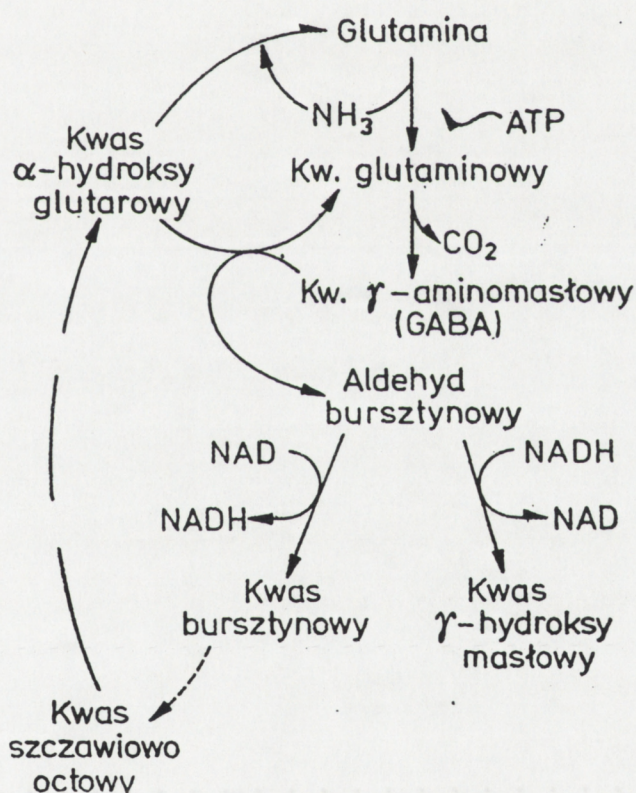 Glutamina
NH3
ATP
Kwas
α-hydroksy
glutarowy
Kw. glutaminowy
CO2
Kw. γ-aminomasłowy
(GABA)
Aldehyd
bursztynowy
NAD
NADH
NADH
NAD
Kwas
bursztynowy
Kwas
γ-hydroksy
masłowy
Kwas
szczawiowo
octowy